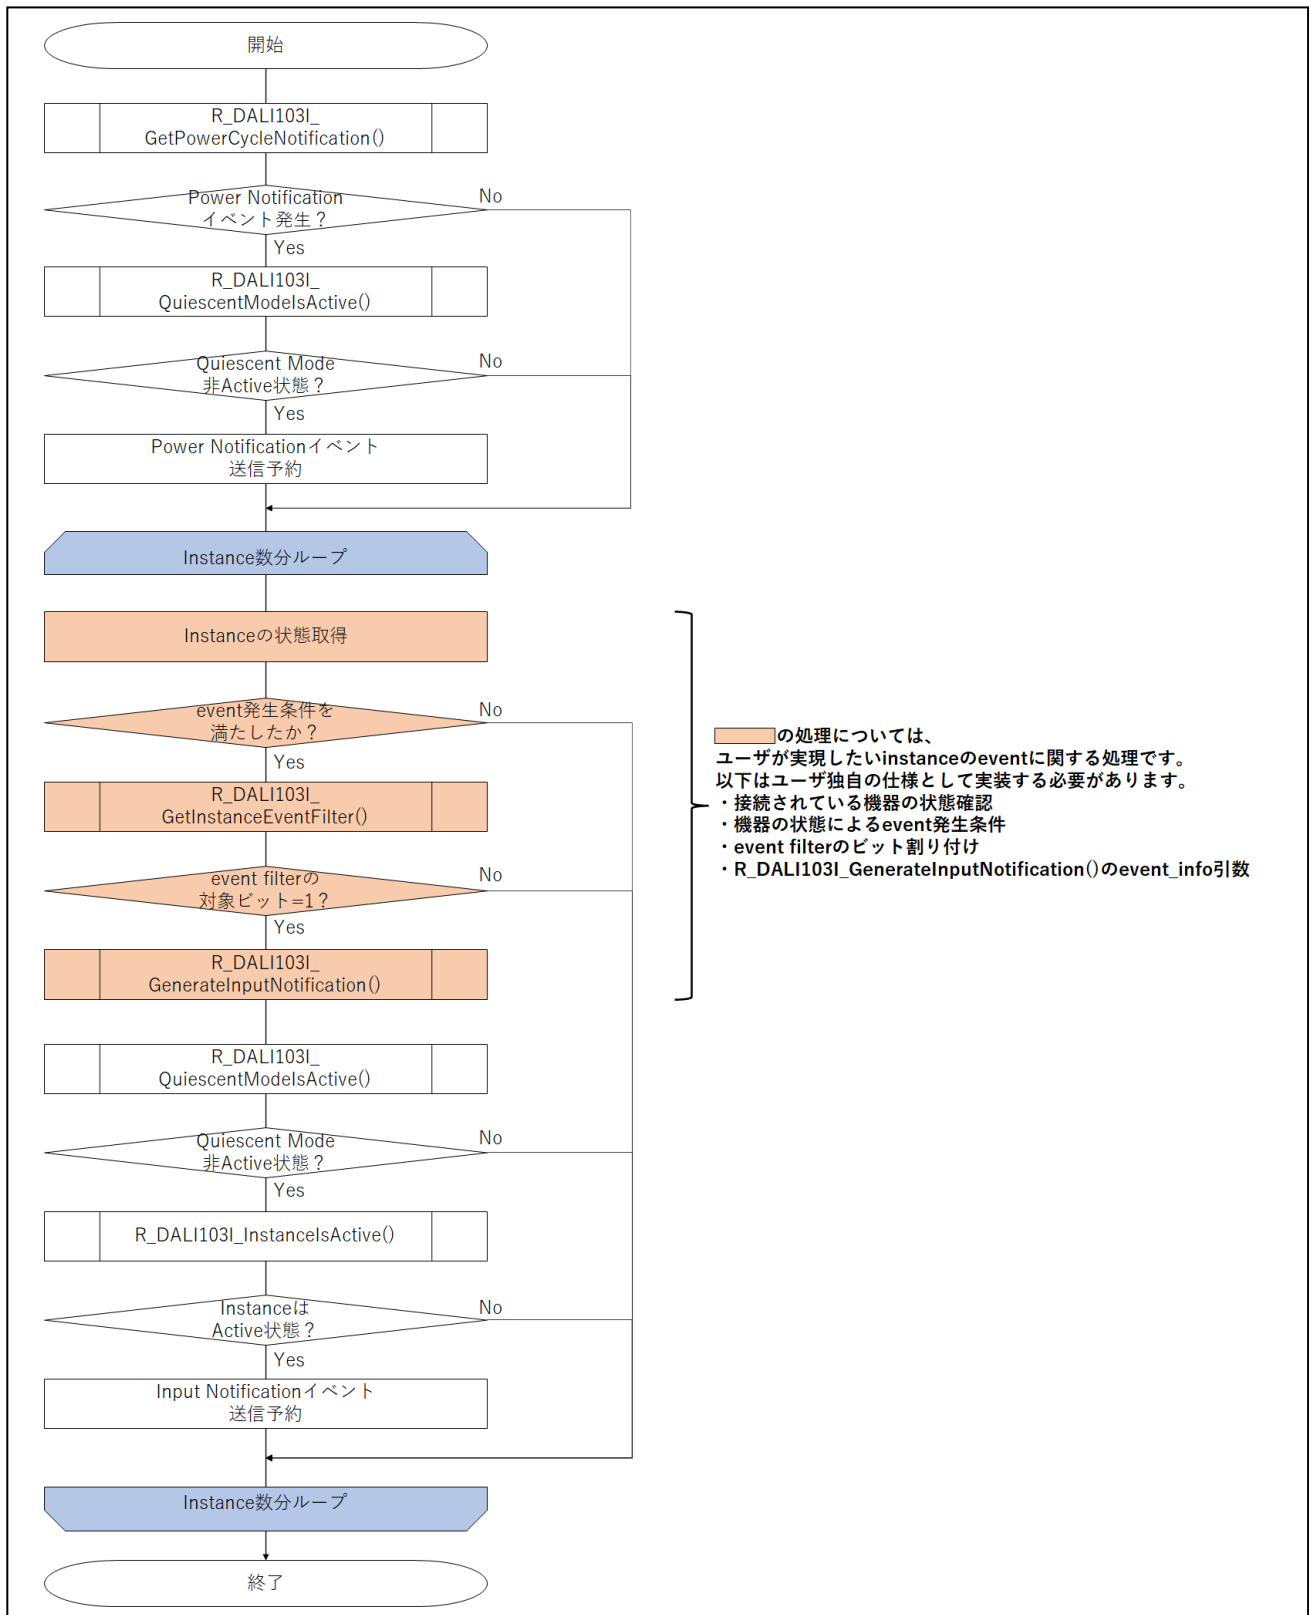 開始
R_DALI103I_
GetPowerCycleNotification()
Power Notification
イベント発生？
No
Yes
R_DALI103I_
QuiescentModeIsActive()
Quiescent Mode
非Active状態？
No
Yes
Power Notificationイベント
送信予約
Instance数分ループ
Instanceの状態取得
event発生条件を
満たしたか？
No
Yes
R_DALI103I_
GetInstanceEventFilter()
event filterの
対象ビット=1？
No
Yes
R_DALI103I_
GenerateInputNotification()
の処理については、
ユーザが実現したいinstanceのeventに関する処理です。
以下はユーザ独自の仕様として実装する必要があります。
・接続されている機器の状態確認
・機器の状態によるevent発生条件
・event filterのビット割り付け
・R_DALI103I_GenerateInputNotification()のevent_info引数
R_DALI103I_
QuiescentModeIsActive()
Quiescent Mode
非Active状態？
No
Yes
R_DALI103I_InstanceIsActive()
Instanceは
Active状態？
No
Yes
Input Notificationイベント
送信予約
Instance数分ループ
終了